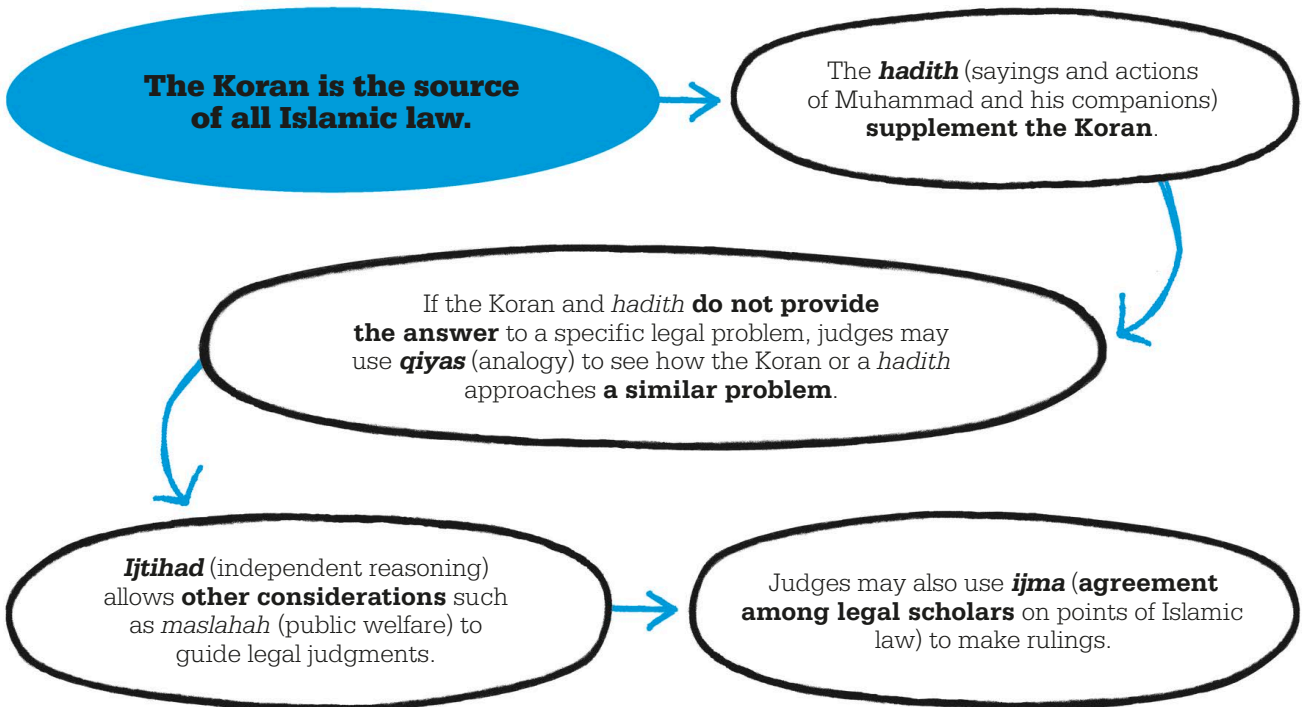 The Koran is the source
of all Islamic law.
The hadith (sayings and actions
of Muhammad and his companions)
supplement the Koran.
If the Koran and hadith do not provide
the answer to a specific legal problem, judges may
use qiyas (analogy) to see how the Koran or a hadith
approaches a similar problem.
Ijtihad (independent reasoning)
allows other considerations such
as maslahah (public welfare) to
guide legal judgments.
Judges may also use ijma (agreement
among legal scholars on points of Islamic
law) to make rulings.